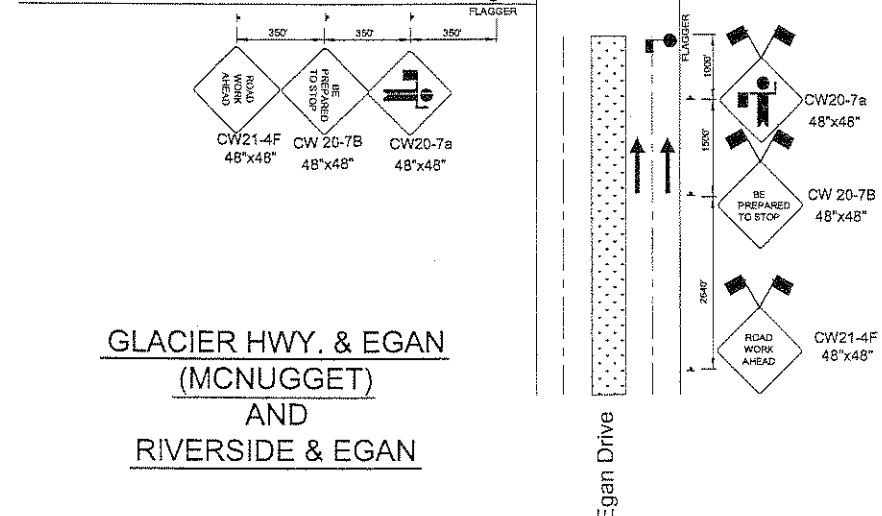 FLAGGER
350'
350'
350'
ROAD
WORK
AHEAD
BE
PREPARED
TO STOP
CW21-4F
48"x48"
CW 20-7B
48"x48"
CW20-7a
48"x48"
FLAGGER
1000'
CW20-7a
48"x48"
1500'
BE
PREPARED
TO STOP
CW 20-7B
48"x48"
2640'
ROAD
WORK
AHEAD
CW21-4F
48"x48"
GLACIER HWY. & EGAN
(MCNUGGET)
AND
RIVERSIDE & EGAN
Egan Drive